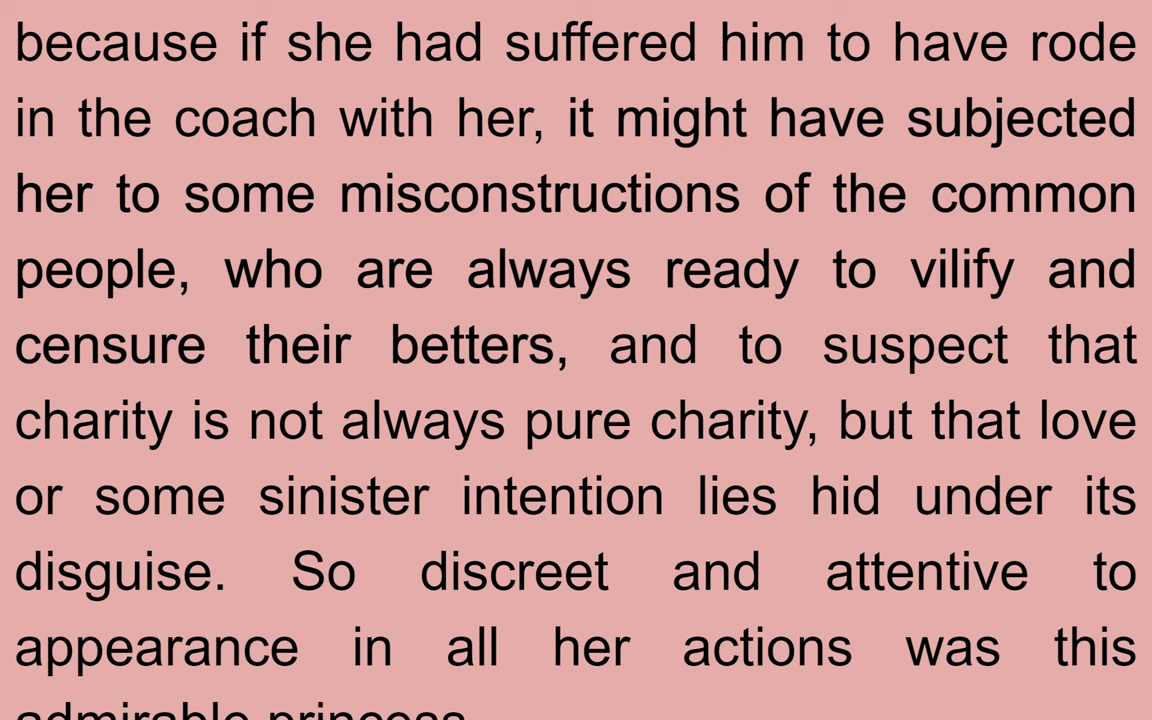 because if she had suffered him to have rode
in the coach with her, it might have subjected
her to some misconstructions of the common
people, who are always ready to vilify and
censure their betters, and to suspect that
charity is not always pure charity, but that love
or some sinister intention lies hid under its
disguise. So discreet and attentive to
appearance in all her actions was this
admirable princess